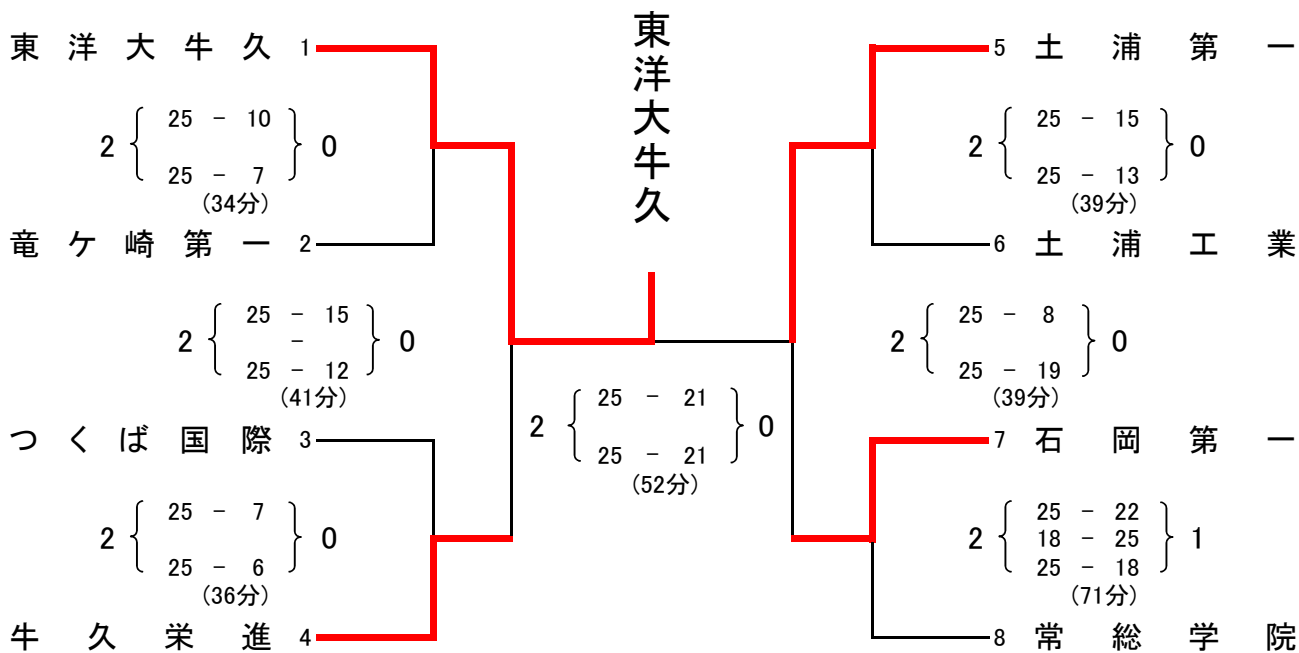 東洋大牛久
東洋大牛久 1
2 25 - 10 0
25 - 7
(34分)
竜ケ崎第一 2
2 25 - 15 0
-
25 - 12
(41分)
つくば国際 3
2 25 - 7 0
25 - 6
(36分)
牛久栄進 4
2 25 - 21 0
25 - 21
(52分)
5 土浦第一
2 25 - 15 0
25 - 13
(39分)
6 土浦工業
2 25 - 8 0
25 - 19
(39分)
7 石岡第一
2 25 - 22 1
18 - 25
25 - 18
(71分)
8 常総学院